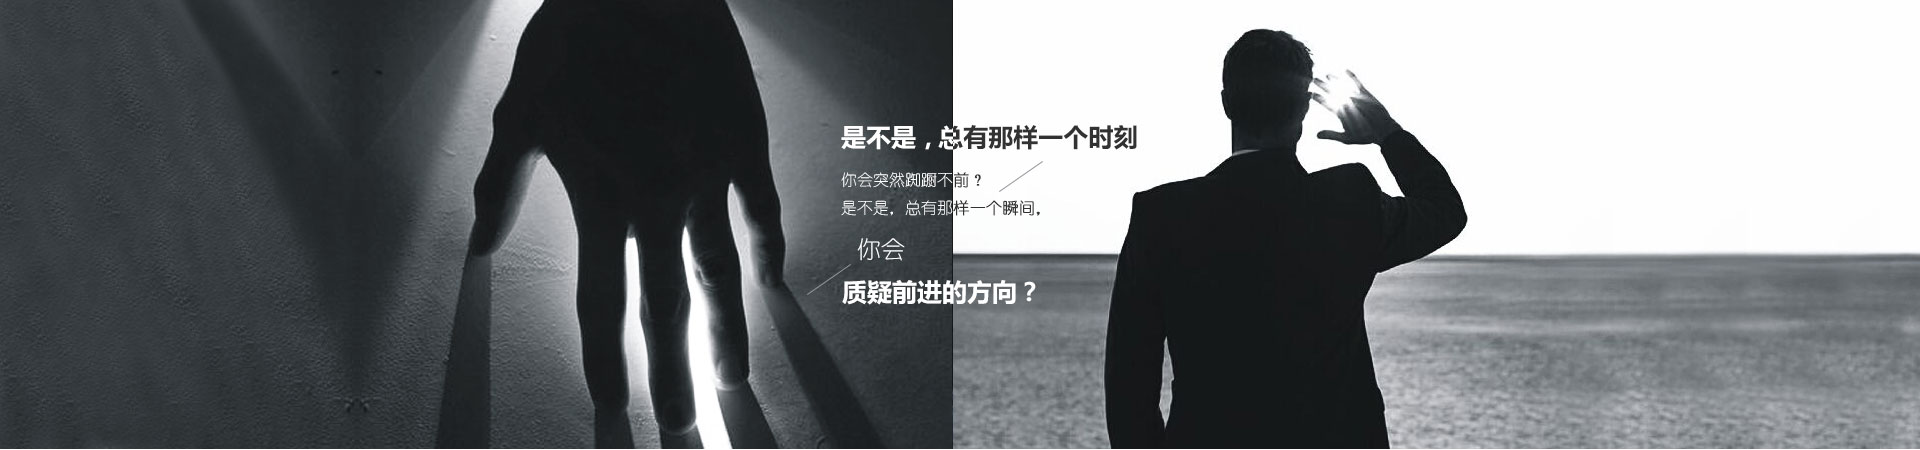 是不是，总有那样一个时刻
你会突然踟蹰不前？
是不是，总有那样一个瞬间，
你会
质疑前进的方向？